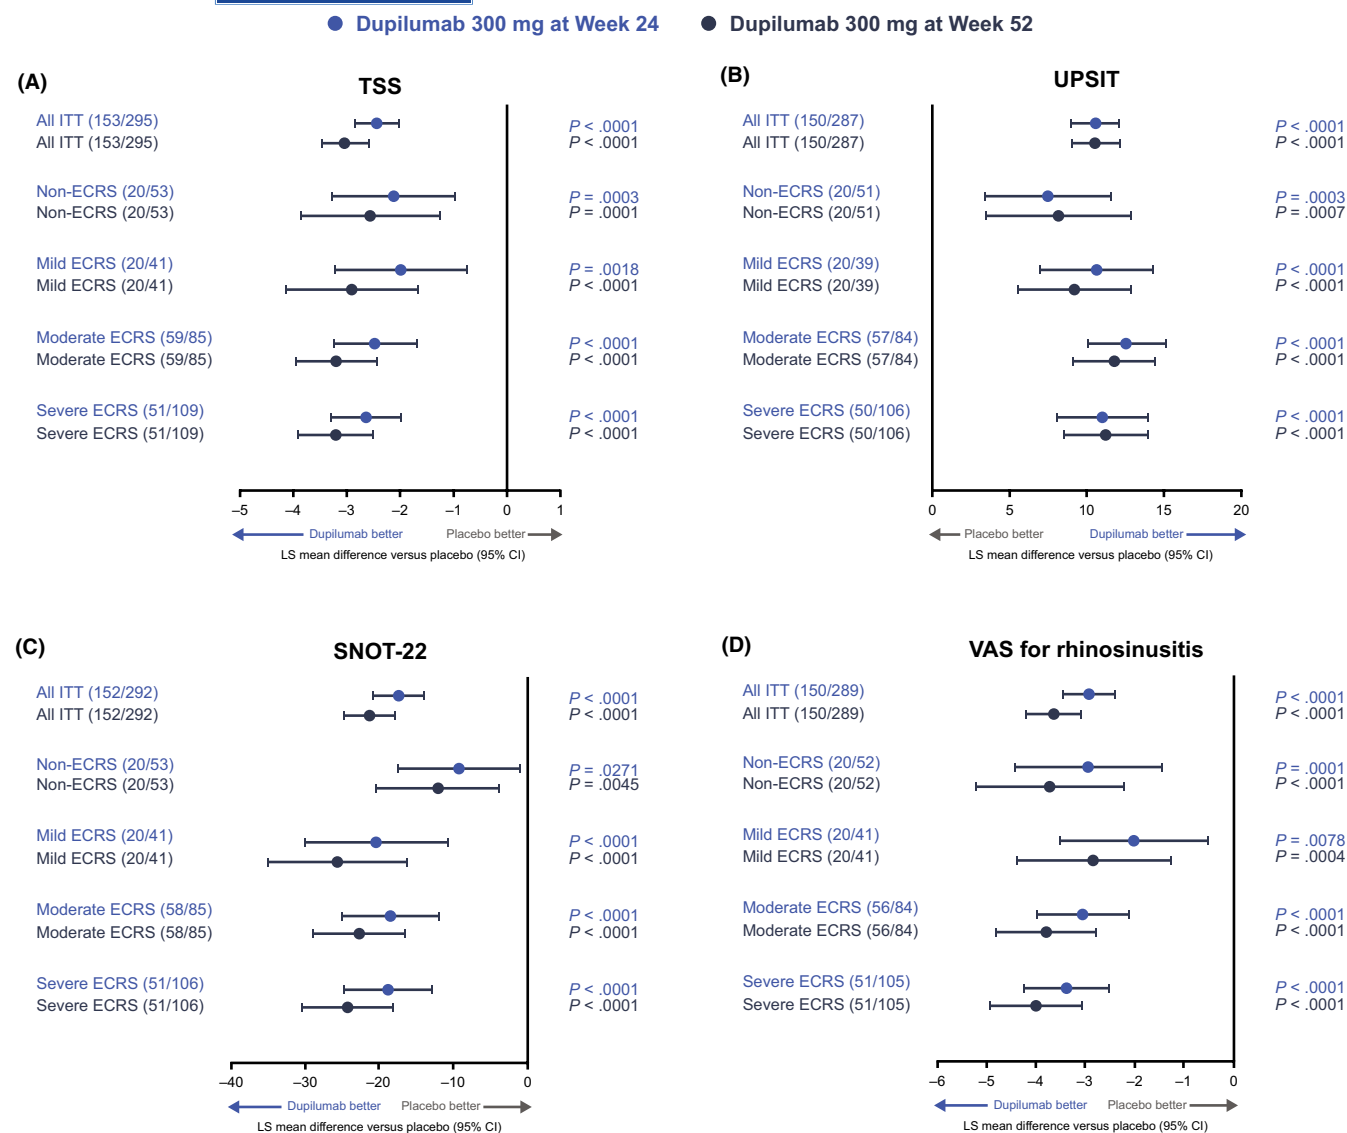 Dupilumab 300 mg at Week 24 Dupilumab 300 mg at Week 52
(A) TSS
All ITT (153/295) P < .0001
All ITT (153/295) P < .0001
Non-ECRS (20/53) P = .0003
Non-ECRS (20/53) P = .0001
Mild ECRS (20/41) P = .0018
Mild ECRS (20/41) P < .0001
Moderate ECRS (59/85) P < .0001
Moderate ECRS (59/85) P < .0001
Severe ECRS (51/109) P < .0001
Severe ECRS (51/109) P < .0001
–5 –4 –3 –2 –1 0 1
Dupilumab better Placebo better
LS mean difference versus placebo (95% CI)
(B) UPSIT
All ITT (150/287) P < .0001
All ITT (150/287) P < .0001
Non-ECRS (20/51) P = .0003
Non-ECRS (20/51) P = .0007
Mild ECRS (20/39) P < .0001
Mild ECRS (20/39) P < .0001
Moderate ECRS (57/84) P < .0001
Moderate ECRS (57/84) P < .0001
Severe ECRS (50/106) P < .0001
Severe ECRS (50/106) P < .0001
0 5 10 15 20
Placebo better Dupilumab better
LS mean difference versus placebo (95% CI)
(C) SNOT-22
All ITT (152/292) P < .0001
All ITT (152/292) P < .0001
Non-ECRS (20/53) P = .0271
Non-ECRS (20/53) P = .0045
Mild ECRS (20/41) P < .0001
Mild ECRS (20/41) P < .0001
Moderate ECRS (58/85) P < .0001
Moderate ECRS (58/85) P < .0001
Severe ECRS (51/106) P < .0001
Severe ECRS (51/106) P < .0001
–40 –30 –20 –10 0
Dupilumab better Placebo better
LS mean difference versus placebo (95% CI)
(D) VAS for rhinosinusitis
All ITT (150/289) P < .0001
All ITT (150/289) P < .0001
Non-ECRS (20/52) P = .0001
Non-ECRS (20/52) P < .0001
Mild ECRS (20/41) P = .0078
Mild ECRS (20/41) P = .0004
Moderate ECRS (56/84) P < .0001
Moderate ECRS (56/84) P < .0001
Severe ECRS (51/105) P < .0001
Severe ECRS (51/105) P < .0001
–6 –5 –4 –3 –2 –1 0
Dupilumab better Placebo better
LS mean difference versus placebo (95% CI)